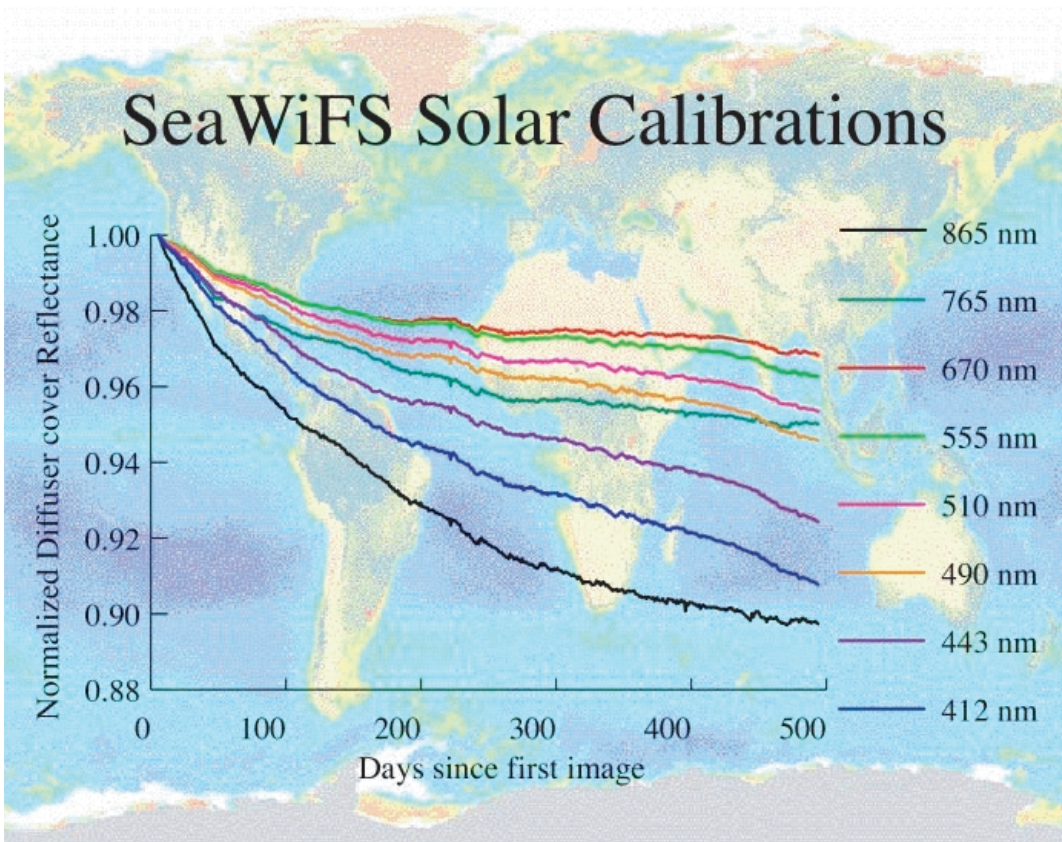 SeaWiFS Solar Calibrations
Normalized Diffuser cover Reflectance
1.00
0.98
0.96
0.94
0.92
0.90
0.88
0 100 200 300 400 500
Days since first image
865 nm
765 nm
670 nm
555 nm
510 nm
490 nm
443 nm
412 nm